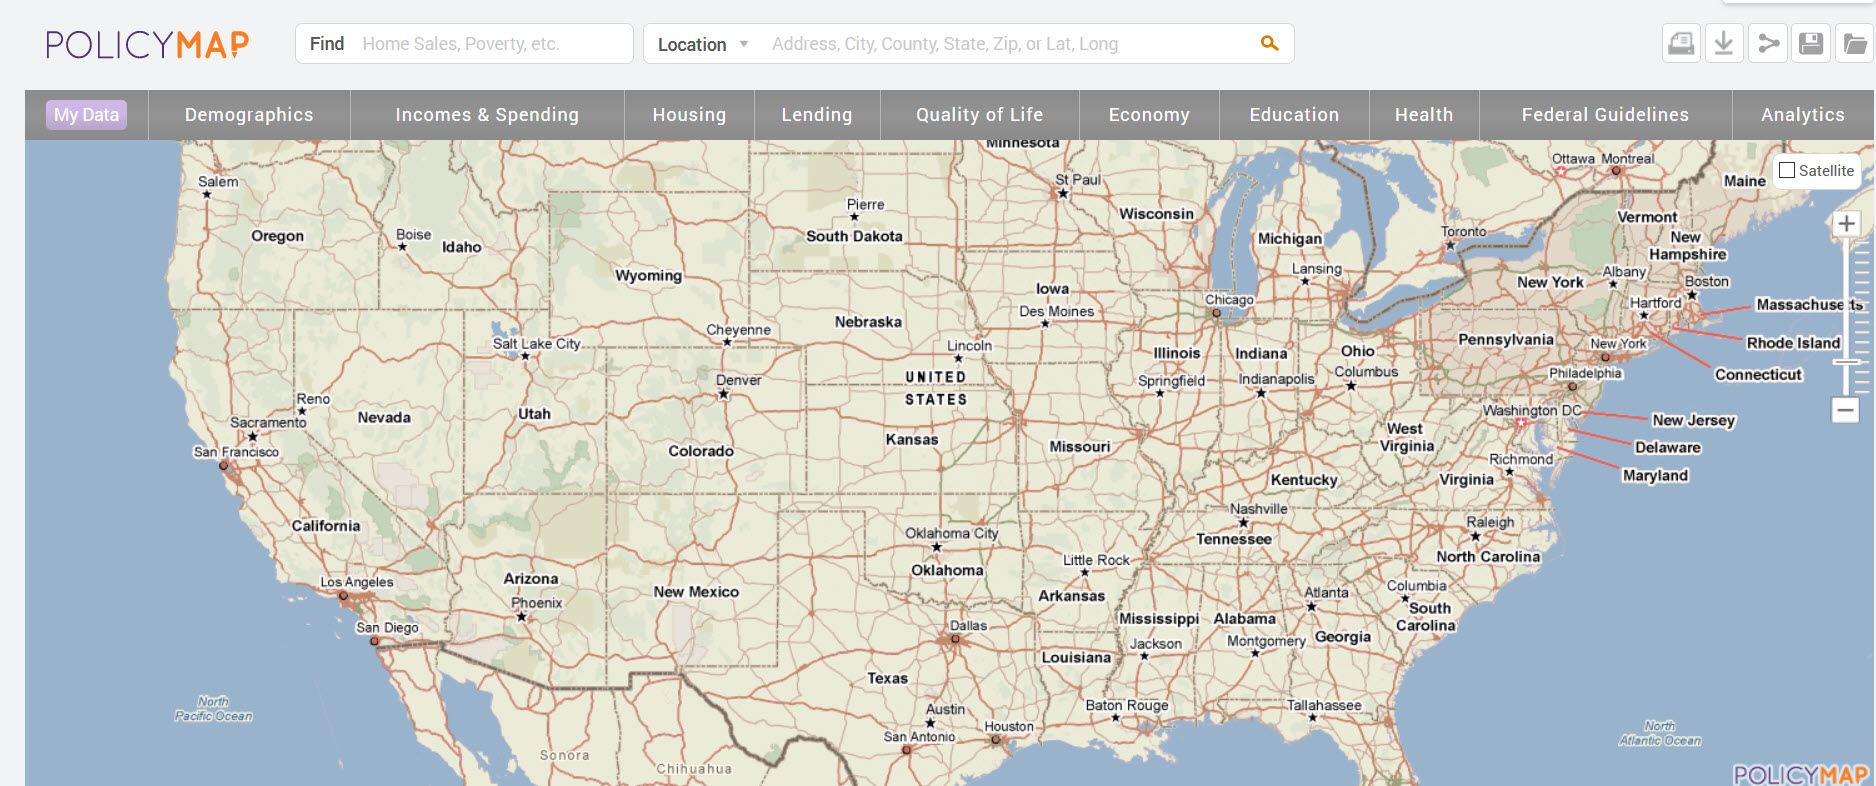 POLICYMAP
Find Home Sales, Poverty, etc.
Location Address, City, County, State, Zip, or Lat, Long
My Data Demographics Incomes & Spending Housing Lending Quality of Life Economy Education Health Federal Guidelines Analytics
Minnesota
Ottawa Montreal
Maine
Satellite
Salem
St Paul
Pierre
Wisconsin
Vermont
Oregon
Boise
Idaho
South Dakota
Michigan
Toronto
New
Hampshire
Wyoming
Lansing
Albany
New York
Boston
Iowa
Chicago
Hartford
Massachusetts
Des Moines
Nebraska
Cheyenne
Salt Lake City
Lincoln
Illinois
Indiana
Ohio
Pennsylvania
New York
Rhode Island
UNITED
STATES
Denver
Springfield
Indianapolis
Columbus
Philadelphia
Connecticut
Reno
Sacramento
Nevada
Utah
Washington DC
New Jersey
San Francisco
Colorado
Kansas
Missouri
West
Virginia
Delaware
Richmond
Kentucky
Virginia
Maryland
California
Nashville
Raleigh
Oklahoma City
Tennessee
North Carolina
Los Angeles
Arizona
Phoenix
New Mexico
Oklahoma
Little Rock
Arkansas
Atlanta
Columbia
South
Carolina
San Diego
Dallas
Mississippi
Alabama
Jackson
Montgomery
Georgia
Louisiana
Texas
North
Pacific Ocean
Austin
Baton Rouge
Tallahassee
San Antonio
Houston
North
Atlantic Ocean
Sonora
Chihuahua
POLICYMAP